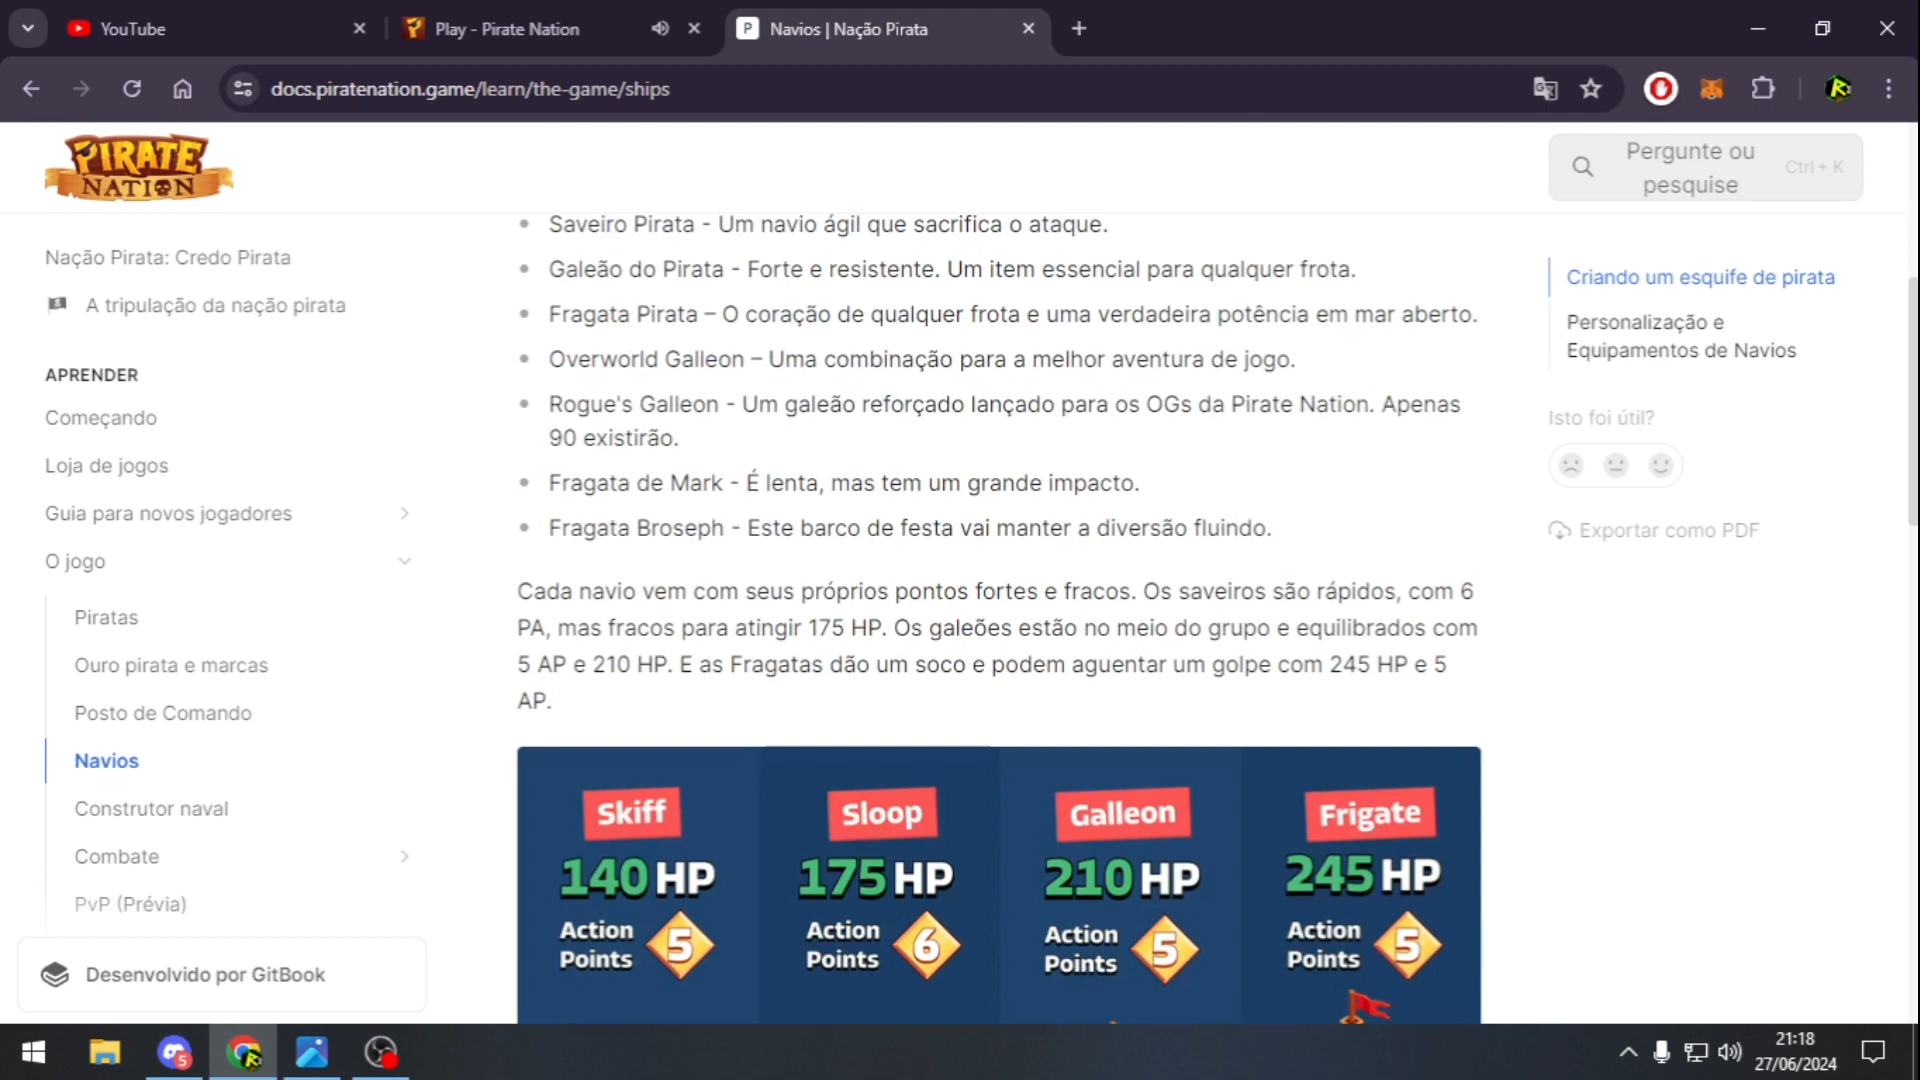 YouTube
Play - Pirate Nation
Navios | Nação Pirata
docs.piratenation.game/learn/the-game/ships
PIRATE
NATION
Pergunte ou
pesquise
Ctrl + K
Nação Pirata: Credo Pirata
A tripulação da nação pirata
APRENDER
Começando
Loja de jogos
Guia para novos jogadores
O jogo
Piratas
Ouro pirata e marcas
Posto de Comando
Navios
Construtor naval
Combate
PvP (Prévia)
Desenvolvido por GitBook
Saveiro Pirata - Um navio ágil que sacrifica o ataque.
Galeão do Pirata - Forte e resistente. Um item essencial para qualquer frota.
Fragata Pirata – O coração de qualquer frota e uma verdadeira potência em mar aberto.
Overworld Galleon – Uma combinação para a melhor aventura de jogo.
Rogue's Galleon - Um galeão reforçado lançado para os OGs da Pirate Nation. Apenas
90 existirão.
Fragata de Mark - É lenta, mas tem um grande impacto.
Fragata Broseph - Este barco de festa vai manter a diversão fluindo.
Cada navio vem com seus próprios pontos fortes e fracos. Os saveiros são rápidos, com 6
PA, mas fracos para atingir 175 HP. Os galeões estão no meio do grupo e equilibrados com
5 AP e 210 HP. E as Fragatas dão um soco e podem aguentar um golpe com 245 HP e 5
AP.
Skiff
140 HP
Action
Points
5
Sloop
175 HP
Action
Points
6
Galleon
210 HP
Action
Points
5
Frigate
245 HP
Action
Points
5
Criando um esquife de pirata
Personalização e
Equipamentos de Navios
Isto foi útil?
Exportar como PDF
5
21:18
27/06/2024